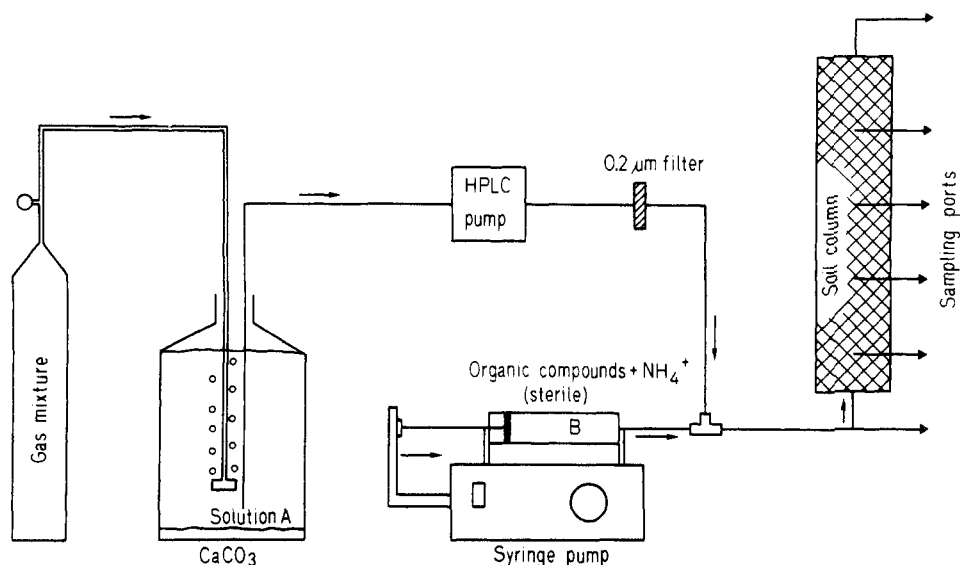 Gas mixture
Solution A
CaCO3
HPLC
pump
0.2 µm filter
Organic compounds + NH4+
(sterile)
B
Syringe pump
Soil column
Sampling ports